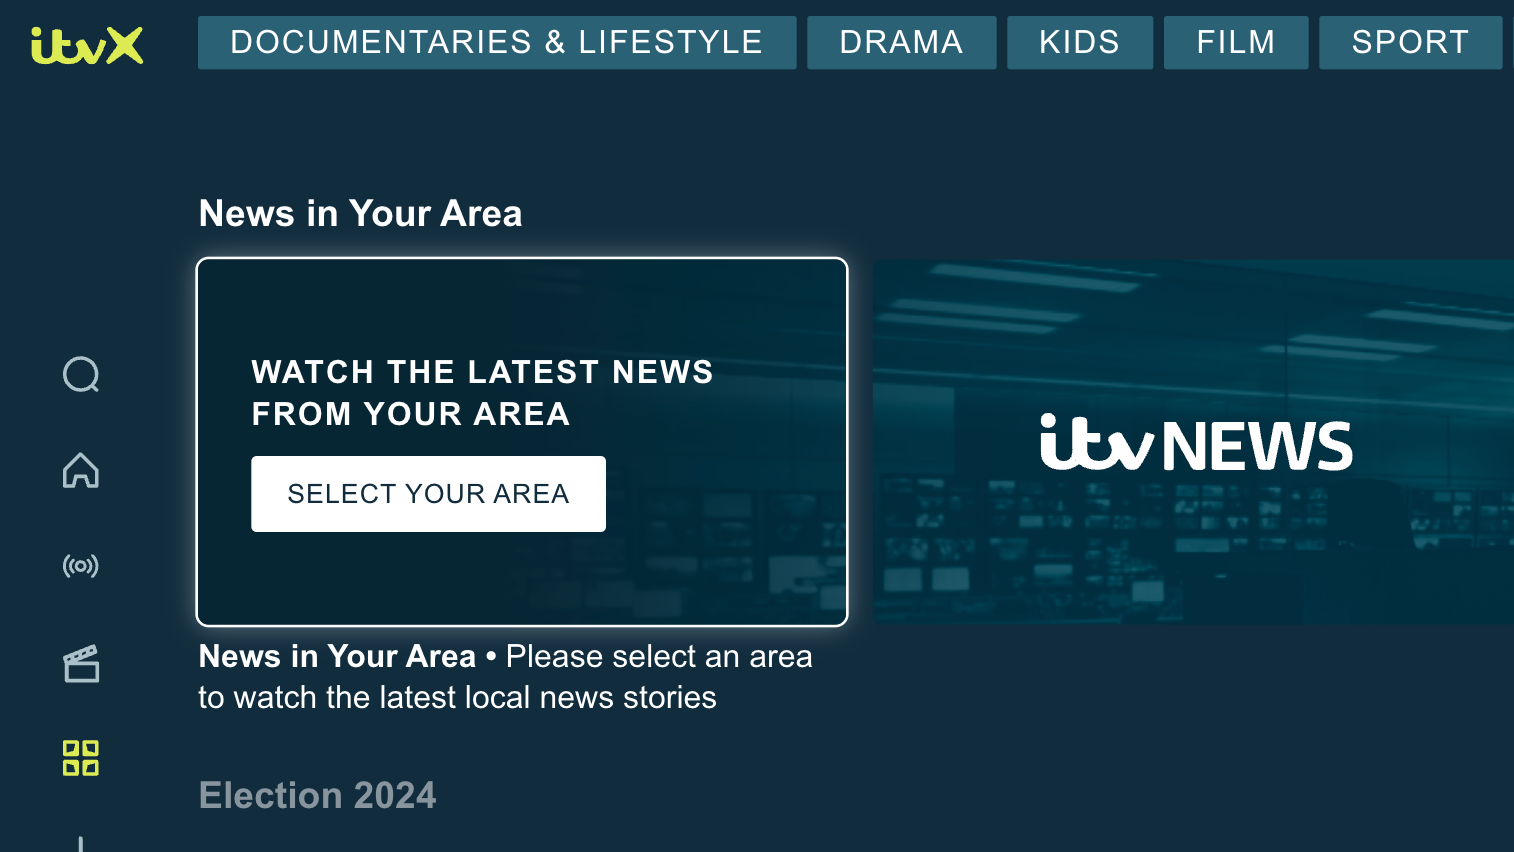 itvX
DOCUMENTARIES & LIFESTYLE
DRAMA
KIDS
FILM
SPORT
News in Your Area
WATCH THE LATEST NEWS
FROM YOUR AREA
SELECT YOUR AREA
itv NEWS
News in Your Area • Please select an area
to watch the latest local news stories
Election 2024